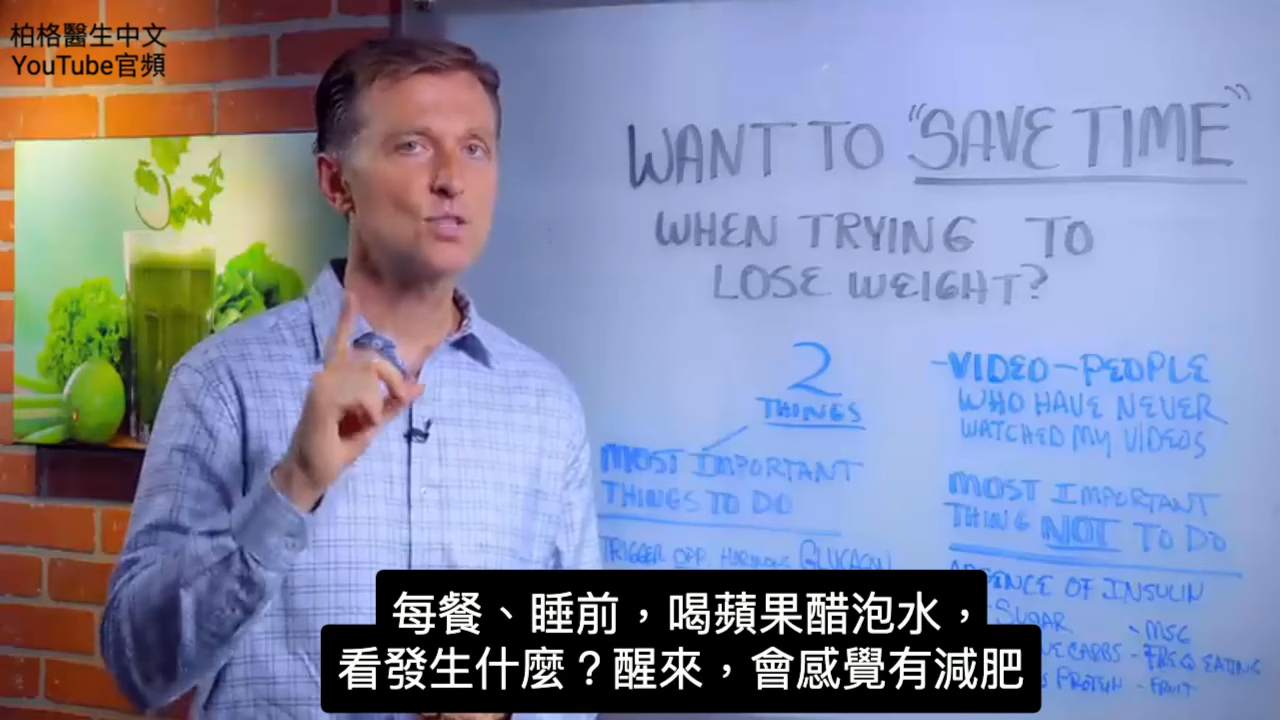 柏格醫生中文
YouTube官頻
WANT TO "SAVE TIME"
WHEN TRYING TO
LOSE WEIGHT?
2
THINGS
MOST IMPORTANT
THINGS TO DO
TRIGGER OPP. HORMONE GLUCAGON
-VIDEO-PEOPLE
WHO HAVE NEVER
WATCHED MY VIDEOS
MOST IMPORTANT
THING NOT TO DO
ABSENCE OF INSULIN
SUGAR - MSG
CARBS - FREQ EATING
PROTEIN - FRUIT
每餐、睡前，喝蘋果醋泡水，
看發生什麼？醒來，會感覺有減肥